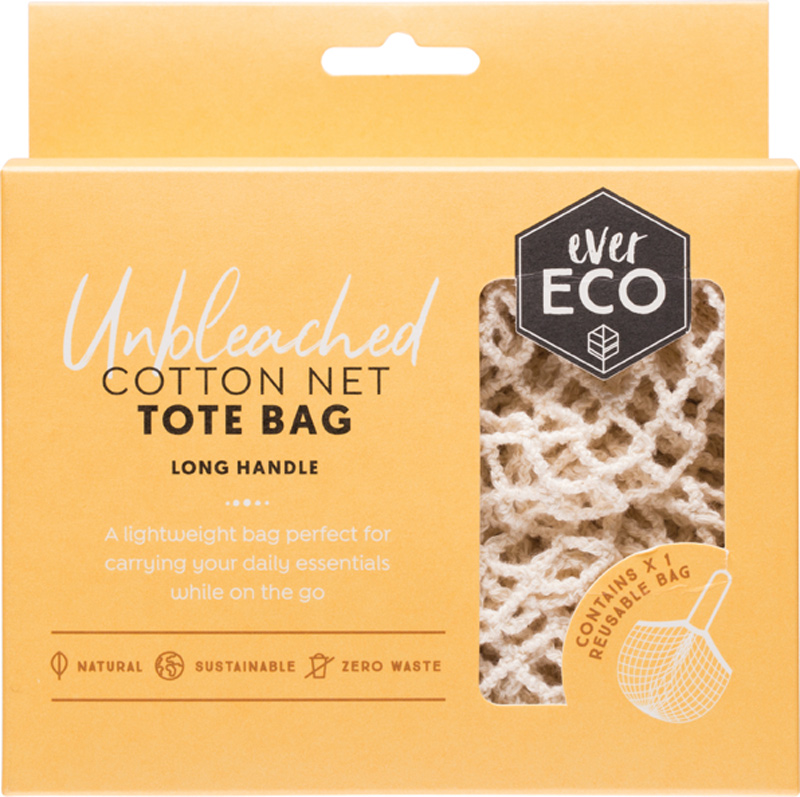 ever
ECO
Unbleached
COTTON NET
TOTE BAG
LONG HANDLE
A lightweight bag perfect for
carrying your daily essentials
while on the go
NATURAL
SUSTAINABLE
ZERO WASTE
CONTAINS X 1
REUSABLE BAG